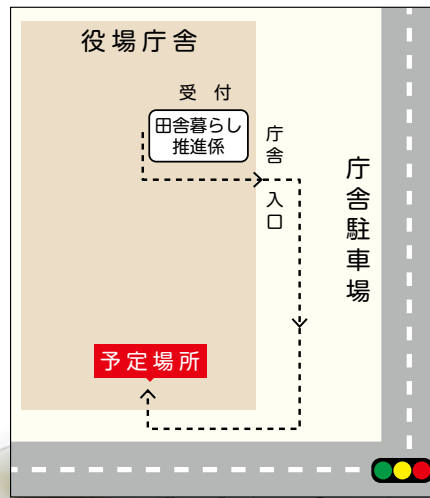 役場庁舎
受付
田舎暮らし
推進係
庁舎
入口
庁舎駐車場
予定場所